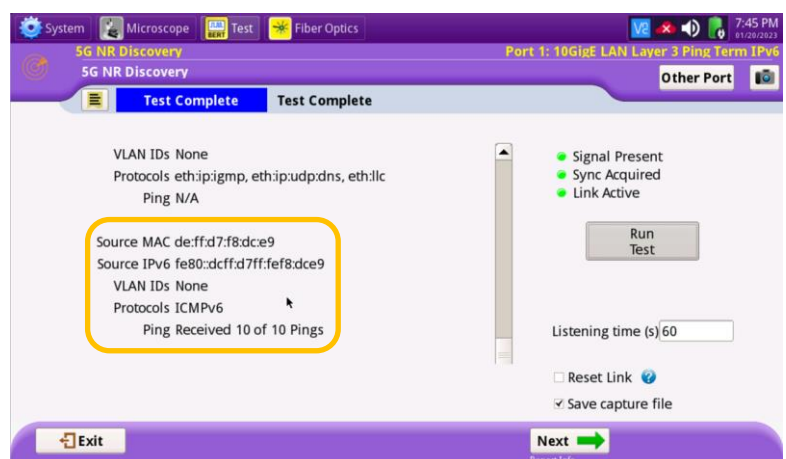 System Microscope BERT Test Fiber Optics 7:45 PM
01/20/2023
5G NR Discovery Port 1: 10GigE LAN Layer 3 Ping Term IPv6
5G NR Discovery
Other Port
Test Complete Test Complete
VLAN IDs None
Protocols eth:ip:igmp, eth:ip:udp:dns, eth:llc
Ping N/A
Source MAC de:ff:d7:f8:dc:e9
Source IPv6 fe80::dcff:d7ff:fef8:dce9
VLAN IDs None
Protocols ICMPv6
Ping Received 10 of 10 Pings
Signal Present
Sync Acquired
Link Active
Run
Test
Listening time (s) 60
Reset Link ?
Save capture file
Exit
Next